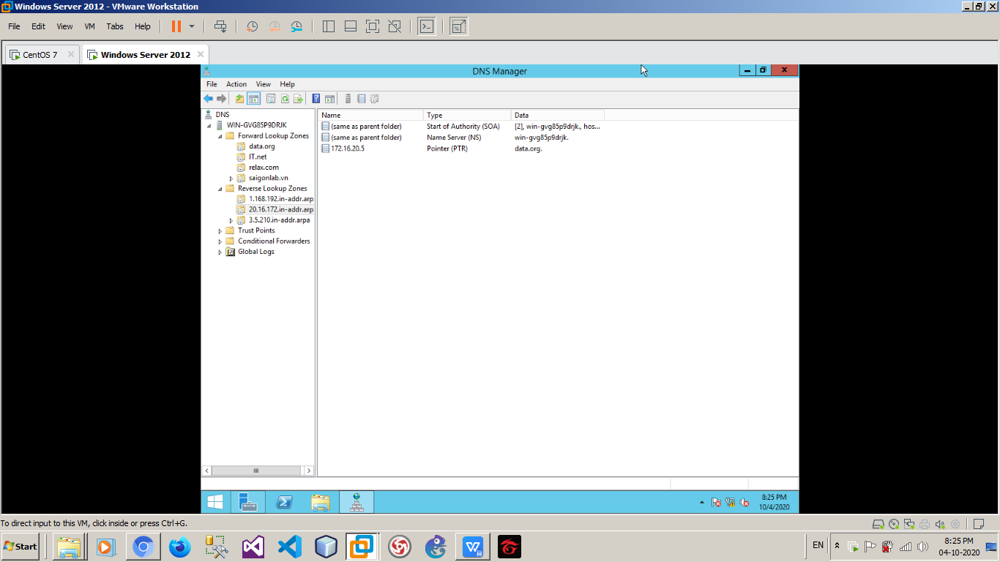 Windows Server 2012 - VMware Workstation
File Edit View VM Tabs Help
CentOS 7 Windows Server 2012
DNS Manager
File Action View Help
DNS
WIN-GVG85P9DRJK
Forward Lookup Zones
data.org
IT.net
relax.com
saigonlab.vn
Reverse Lookup Zones
1.168.192.in-addr.arp
20.16.172.in-addr.arp
3.5.210.in-addr.arpa
Trust Points
Conditional Forwarders
Global Logs
Name Type Data
(same as parent folder) Start of Authority (SOA) [2], win-gvg85p9drjk., hos...
(same as parent folder) Name Server (NS) win-gvg85p9drjk.
172.16.20.5 Pointer (PTR) data.org.
8:25 PM
10/4/2020
To direct input to this VM, click inside or press Ctrl+G.
Start
EN
8:25 PM
04-10-2020